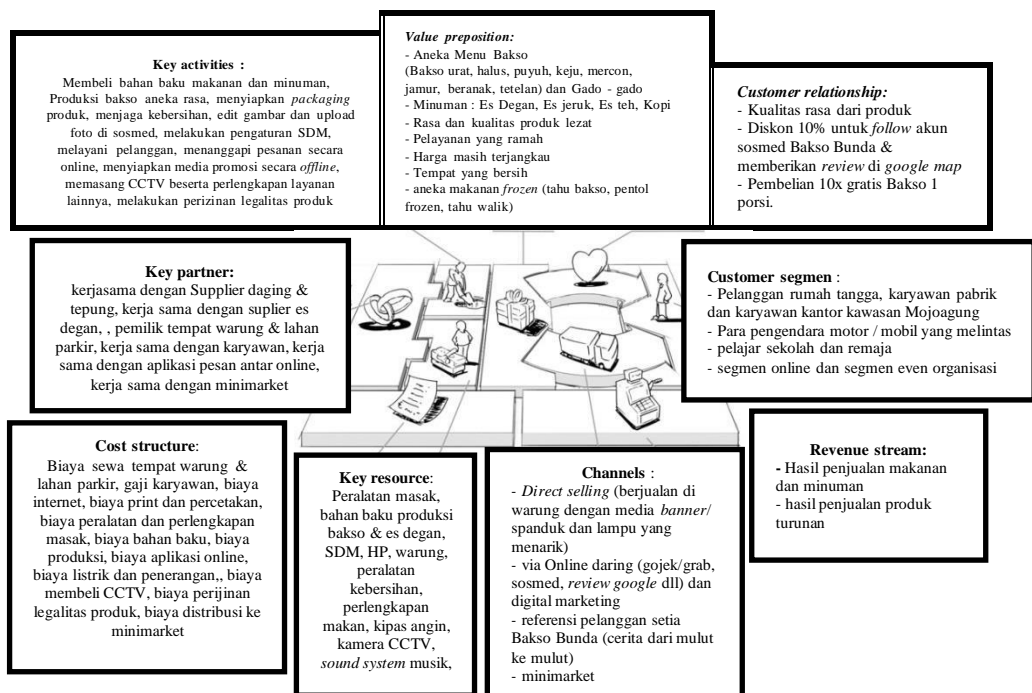 Key activities :
Membeli bahan baku makanan dan minuman,
Produksi bakso aneka rasa, menyiapkan packaging
produk, menjaga kebersihan, edit gambar dan upload
foto di sosmed, melakukan pengaturan SDM,
melayani pelanggan, menanggapi pesanan secara
online, menyiapkan media promosi secara offline,
memasang CCTV beserta perlengkapan layanan
lainnya, melakukan perizinan legalitas produk
Value preposition:
- Aneka Menu Bakso
(Bakso urat, halus, puyuh, keju, mercon,
jamur, beranak, tetelan) dan Gado - gado
- Minuman : Es Degan, Es jeruk, Es teh, Kopi
- Rasa dan kualitas produk lezat
- Pelayanan yang ramah
- Harga masih terjangkau
- Tempat yang bersih
- aneka makanan frozen (tahu bakso, pentol
frozen, tahu walik)
Customer relationship:
- Kualitas rasa dari produk
- Diskon 10% untuk follow akun
sosmed Bakso Bunda &
memberikan review di google map
- Pembelian 10x gratis Bakso 1
porsi.
Key partner:
kerjasama dengan Supplier daging &
tepung, kerja sama dengan suplier es
degan, , pemilik tempat warung & lahan
parkir, kerja sama dengan karyawan, kerja
sama dengan aplikasi pesan antar online,
kerja sama dengan minimarket
Customer segmen :
- Pelanggan rumah tangga, karyawan pabrik
dan karyawan kantor kawasan Mojoagung
- Para pengendara motor / mobil yang melintas
- pelajar sekolah dan remaja
- segmen online dan segmen even organisasi
Cost structure:
Biaya sewa tempat warung &
lahan parkir, gaji karyawan, biaya
internet, biaya print dan percetakan,
biaya peralatan dan perlengkapan
masak, biaya bahan baku, biaya
produksi, biaya aplikasi online,
biaya listrik dan penerangan,, biaya
membeli CCTV, biaya perijinan
legalitas produk, biaya distribusi ke
minimarket
Key resource:
Peralatan masak,
bahan baku produksi
bakso & es degan,
SDM, HP, warung,
peralatan
kebersihan,
perlengkapan
makan, kipas angin,
kamera CCTV,
sound system musik,
Channels :
- Direct selling (berjualan di
warung dengan media banner/
spanduk dan lampu yang
menarik)
- via Online daring (gojek/grab,
sosmed, review google dll) dan
digital marketing
- referensi pelanggan setia
Bakso Bunda (cerita dari mulut
ke mulut)
- minimarket
Revenue stream:
- Hasil penjualan makanan
dan minuman
- hasil penjualan produk
turunan